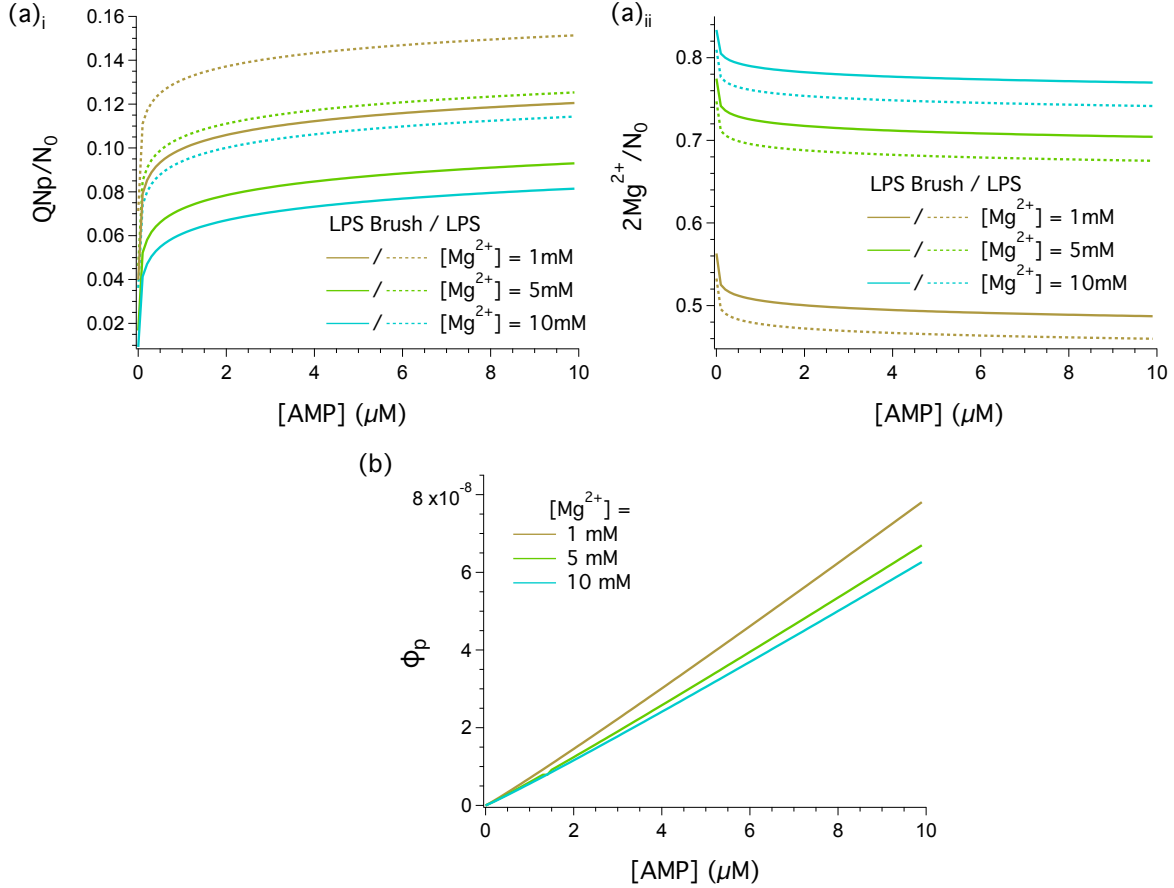 (a)i
0.16
0.14
0.12
0.10
0.08
0.06
0.04
0.02
QNp/N₀
LPS Brush / LPS
/ [Mg²⁺] = 1mM
/ [Mg²⁺] = 5mM
/ [Mg²⁺] = 10mM
0 2 4 6 8 10
[AMP] (µM)
(a)ii
0.8
0.7
0.6
0.5
2Mg²⁺/N₀
LPS Brush / LPS
/ [Mg²⁺] = 1mM
/ [Mg²⁺] = 5mM
/ [Mg²⁺] = 10mM
0 2 4 6 8 10
[AMP] (µM)
(b)
8 x10⁻⁸
6
4
2
0
ϕₚ
[Mg²⁺] =
1 mM
5 mM
10 mM
0 2 4 6 8 10
[AMP] (µM)